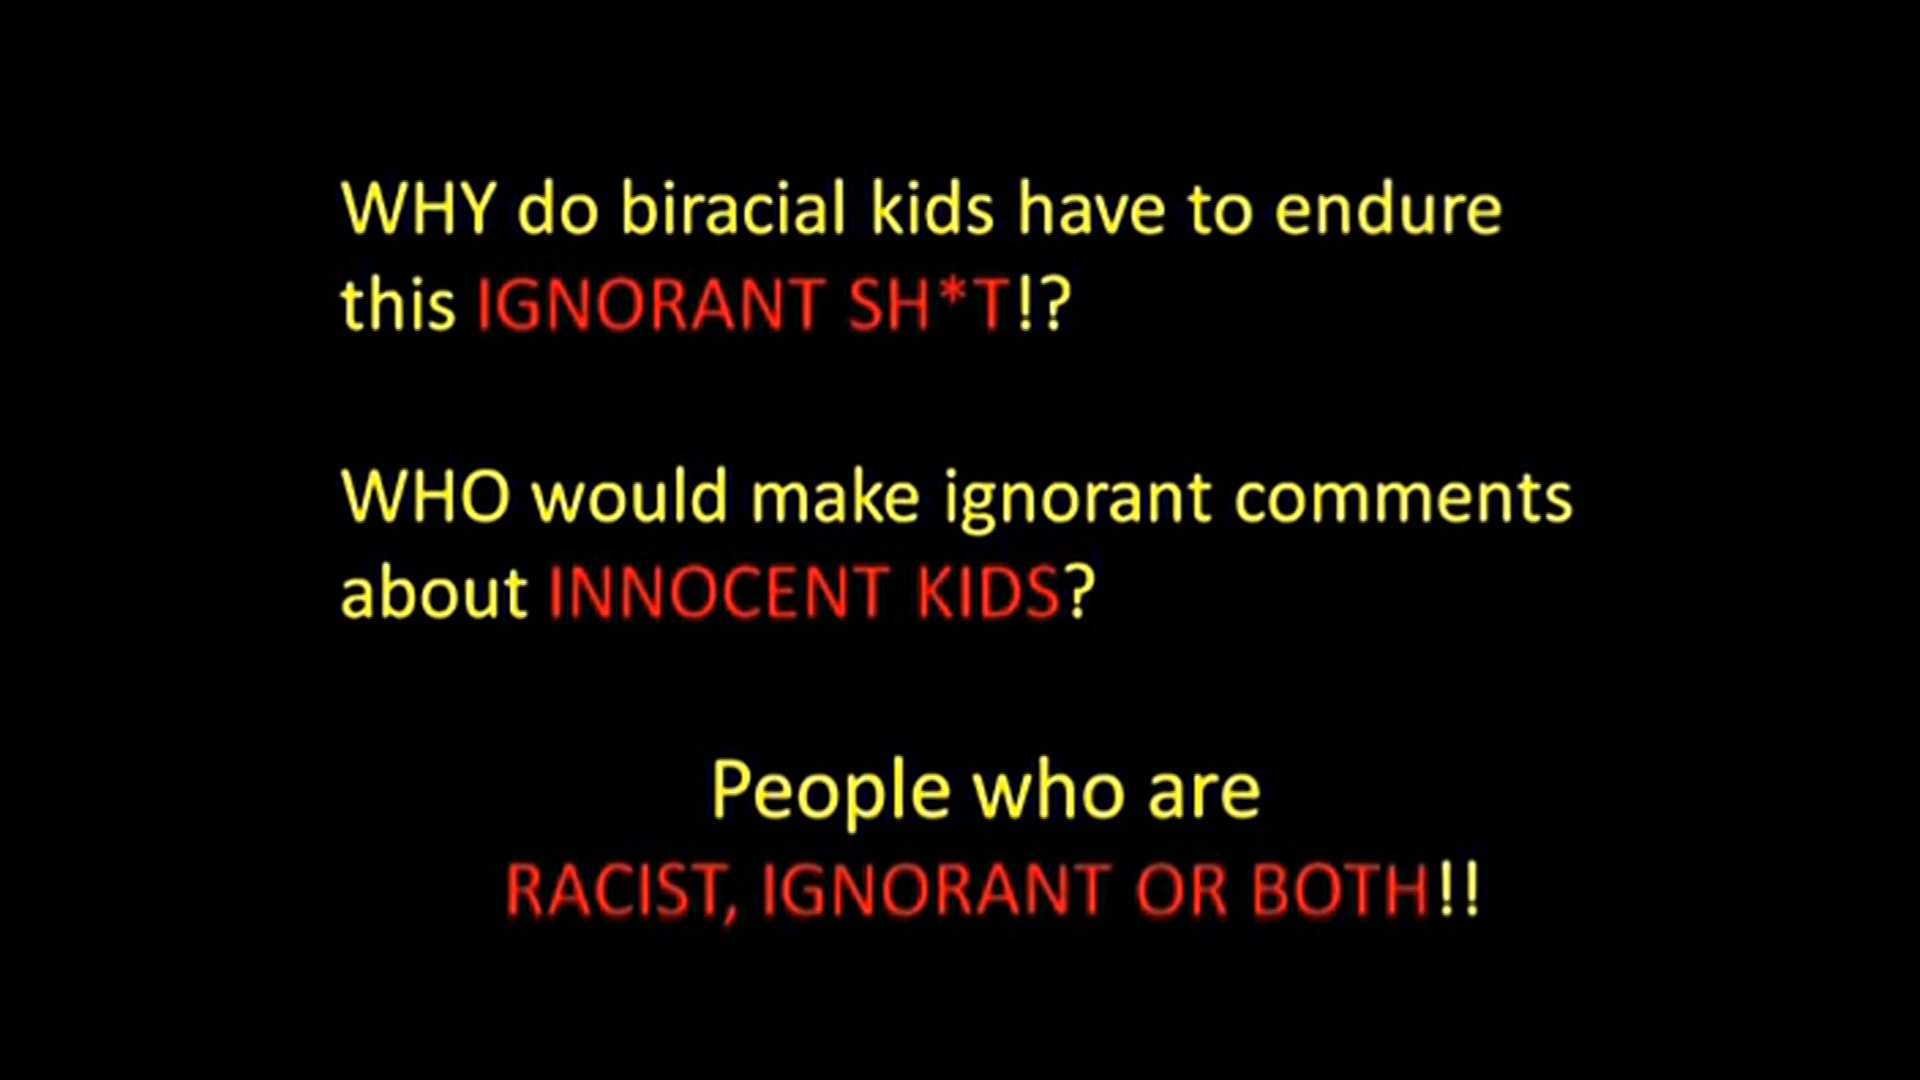 WHY do biracial kids have to endure
this IGNORANT SH*T!?
WHO would make ignorant comments
about INNOCENT KIDS?
People who are
RACIST, IGNORANT OR BOTH!!